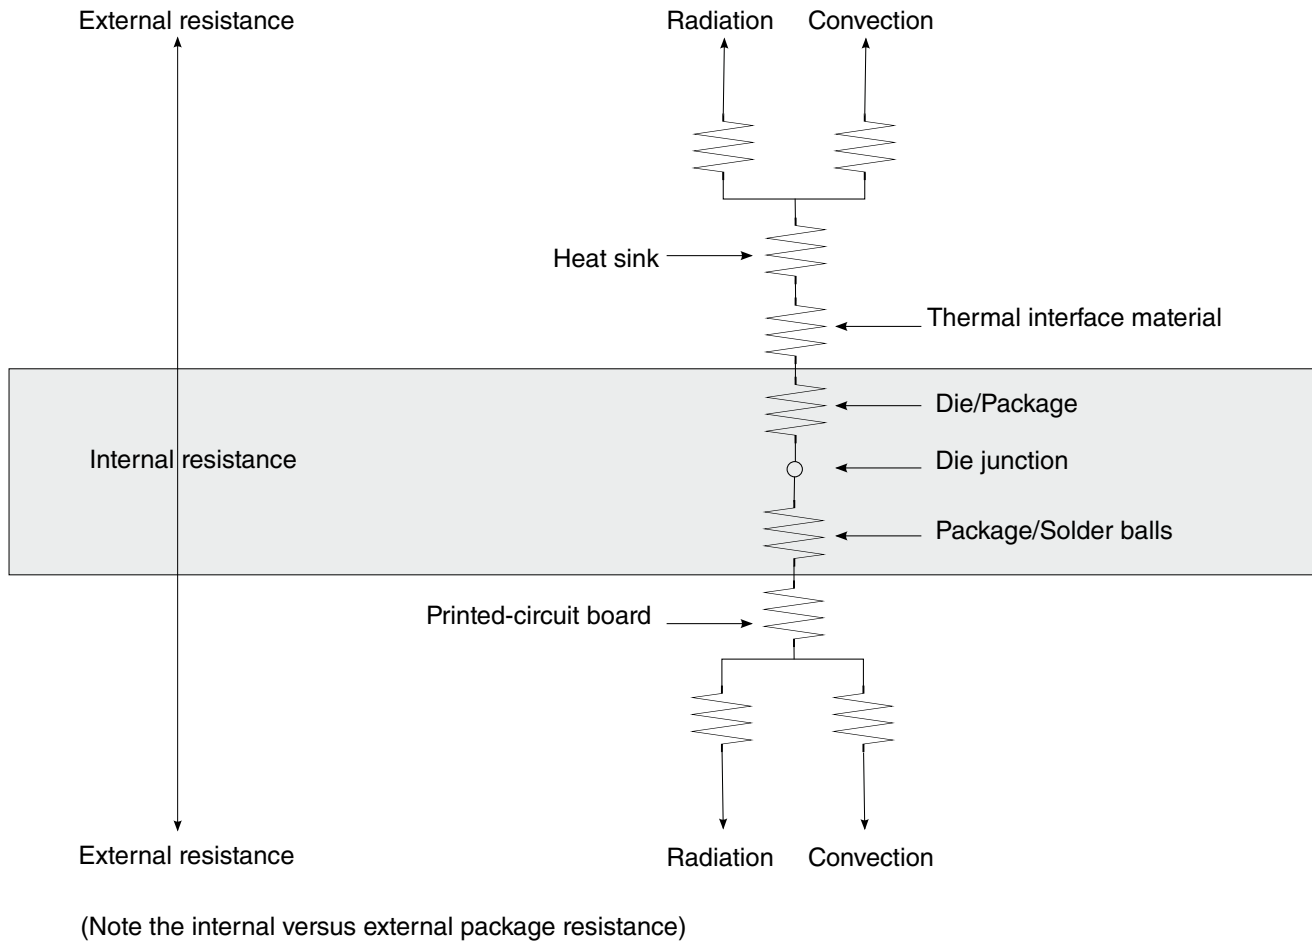 External resistance
Radiation
Convection
Heat sink
Thermal interface material
Die/Package
Internal resistance
Die junction
Package/Solder balls
Printed-circuit board
External resistance
Radiation
Convection
(Note the internal versus external package resistance)